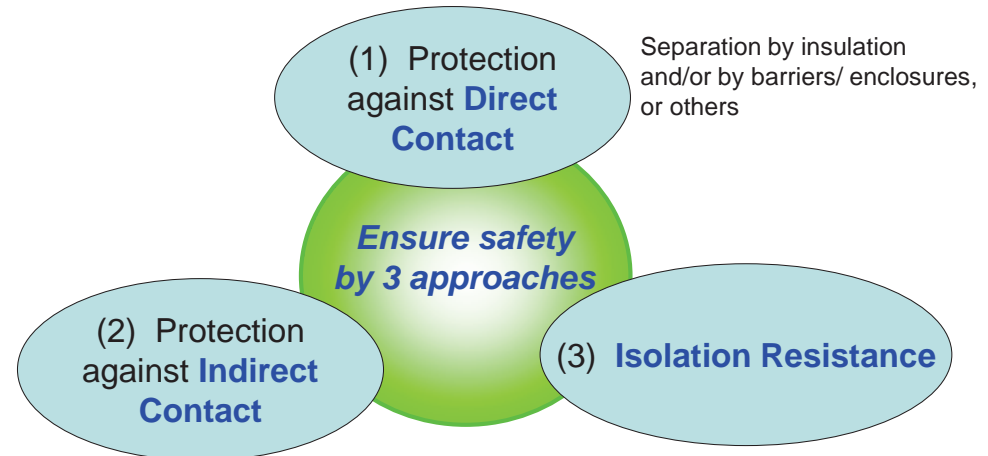 (1) Protection
against Direct
Contact
Separation by insulation
and/or by barriers/ enclosures,
or others
Ensure safety
by 3 approaches
(2) Protection
against Indirect
Contact
(3) Isolation Resistance